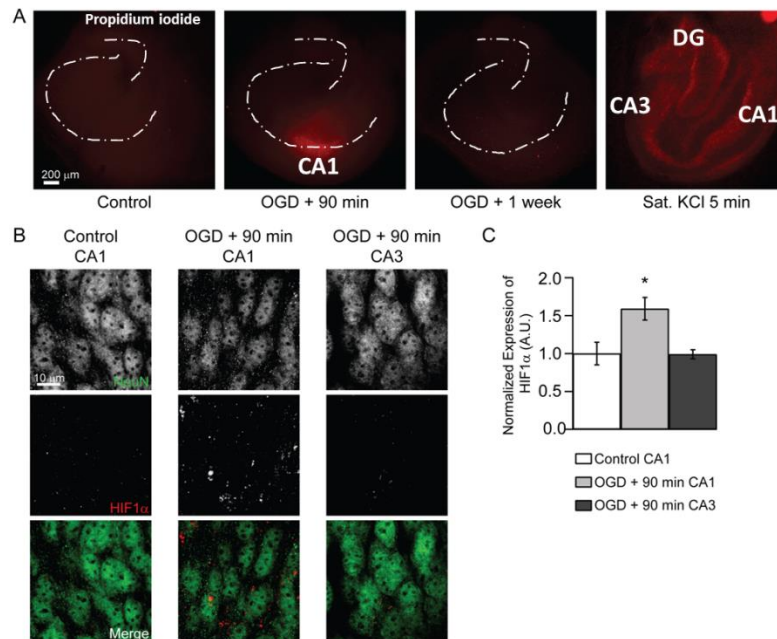 A
Propidium iodide
DG
CA3
CA1
CA1
200 μm
Control
OGD + 90 min
OGD + 1 week
Sat. KCl 5 min
B
Control
CA1
OGD + 90 min
CA1
OGD + 90 min
CA3
10 μm
NeuN
HIF1α
Merge
C
Normalized Expression of
HIF1α (A.U.)
2.0
1.5
1.0
0.5
0.0
*
Control CA1
OGD + 90 min CA1
OGD + 90 min CA3